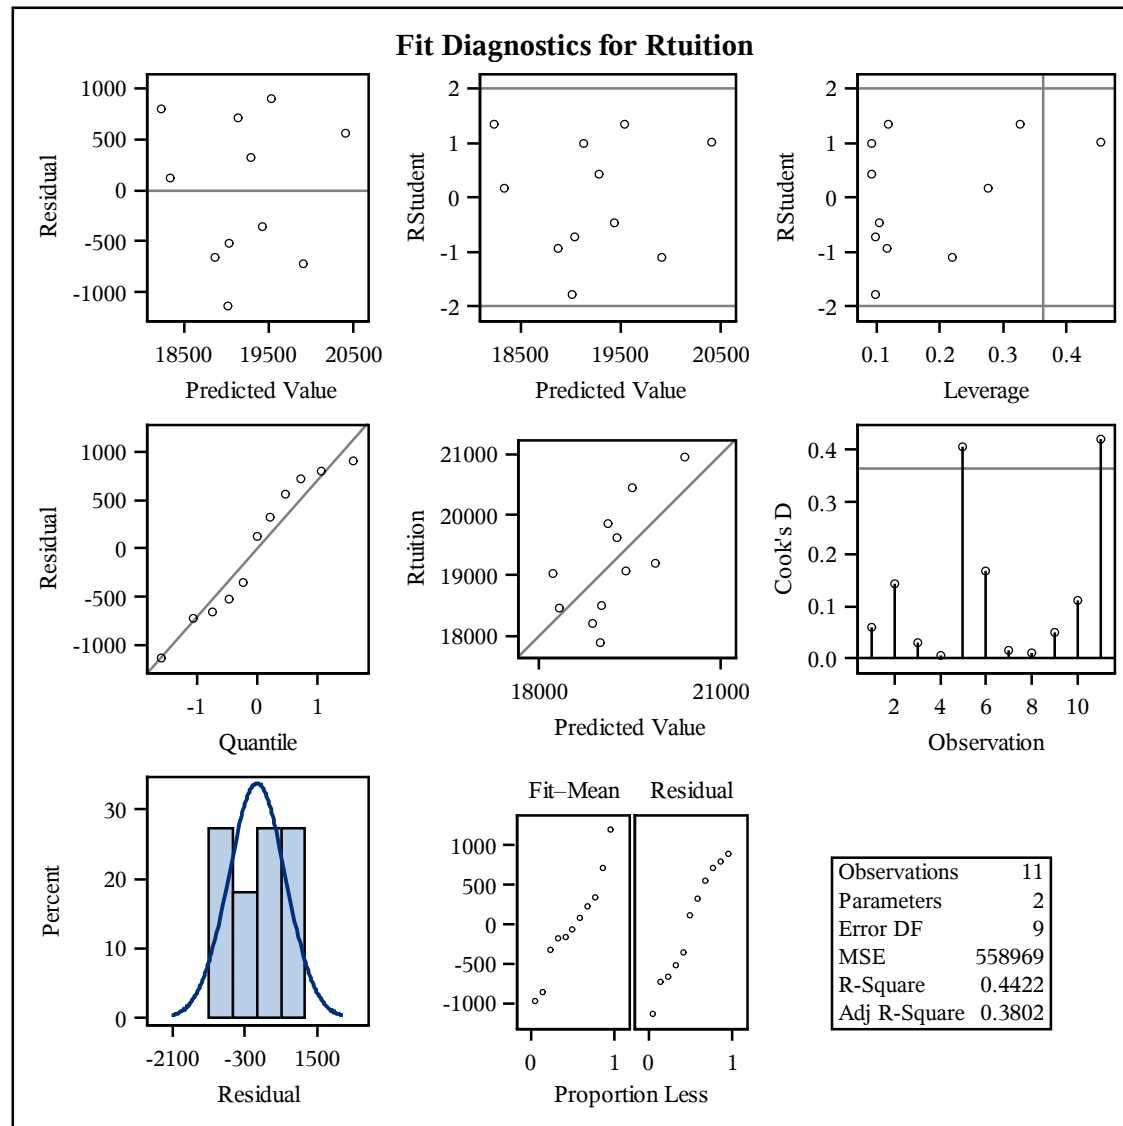 Fit Diagnostics for Rtuition
1000
500
0
-500
-1000
Residual
18500 19500 20500
Predicted Value
2
1
0
-1
-2
RStudent
18500 19500 20500
Predicted Value
2
1
0
-1
-2
RStudent
0.1 0.2 0.3 0.4
Leverage
1000
500
0
-500
-1000
Residual
-1 0 1
Quantile
21000
20000
19000
18000
Rtuition
18000 21000
Predicted Value
0.4
0.3
0.2
0.1
0.0
Cook's D
2 4 6 8 10
Observation
30
20
10
0
Percent
-2100 -300 1500
Residual
Fit–Mean Residual
1000
500
0
-500
-1000
0 1 0 1
Proportion Less
Observations 11
Parameters 2
Error DF 9
MSE 558969
R-Square 0.4422
Adj R-Square 0.3802